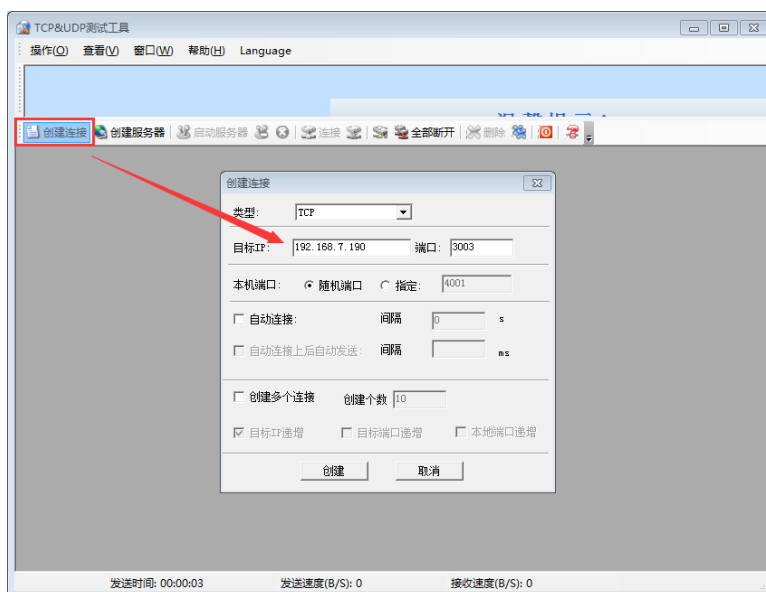 TCP&UDP测试工具
操作(O) 查看(V) 窗口(W) 帮助(H) Language
创建连接 创建服务器 启动服务器 连接 全部断开 删除
创建连接
类型: TCP
目标IP: 192.168.7.190 端口: 3003
本机端口: 随机端口 指定: 4001
自动连接: 间隔 0 s
自动连接上后自动发送: 间隔 ms
创建多个连接 创建个数 10
目标IP递增 目标端口递增 本地端口递增
创建 取消
发送时间: 00:00:03 发送速度(B/S): 0 接收速度(B/S): 0